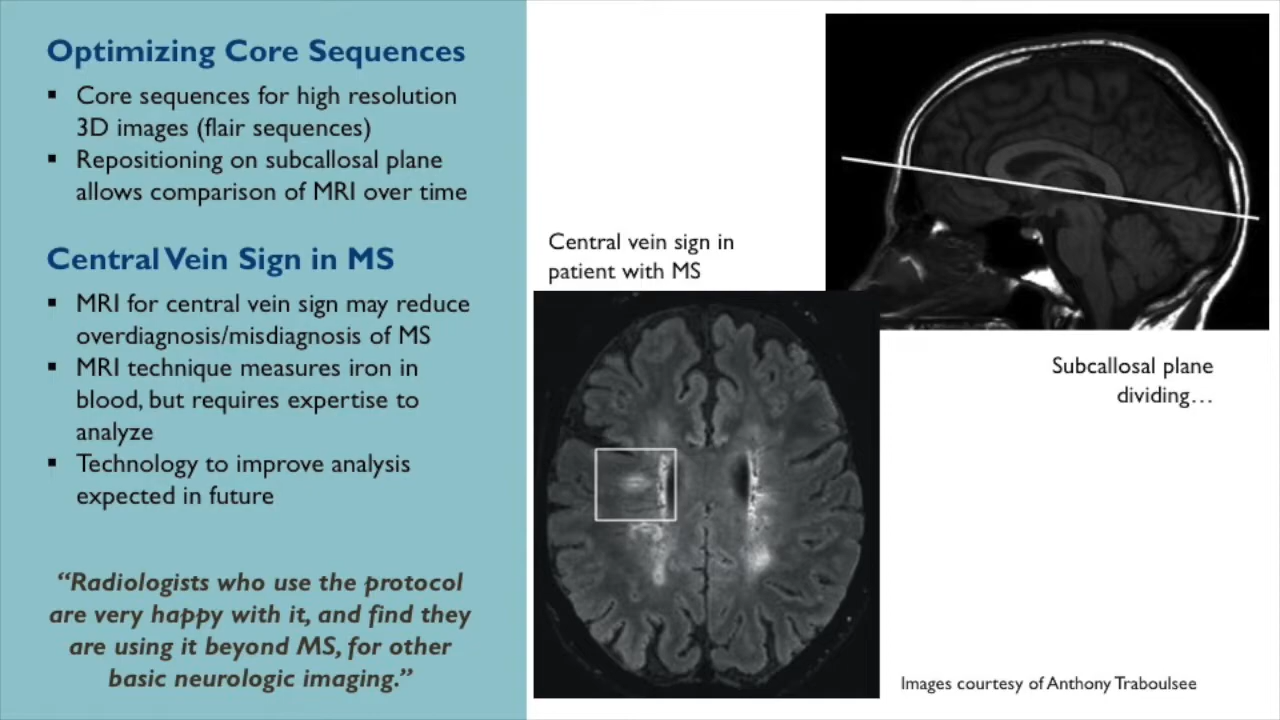 Optimizing Core Sequences
▪ Core sequences for high resolution
3D images (flair sequences)
▪ Repositioning on subcallosal plane
allows comparison of MRI over time
Central Vein Sign in MS
▪ MRI for central vein sign may reduce
overdiagnosis/misdiagnosis of MS
▪ MRI technique measures iron in
blood, but requires expertise to
analyze
▪ Technology to improve analysis
expected in future
“Radiologists who use the protocol
are very happy with it, and find they
are using it beyond MS, for other
basic neurologic imaging.”
Central vein sign in
patient with MS
Subcallosal plane
dividing…
Images courtesy of Anthony Traboulsee